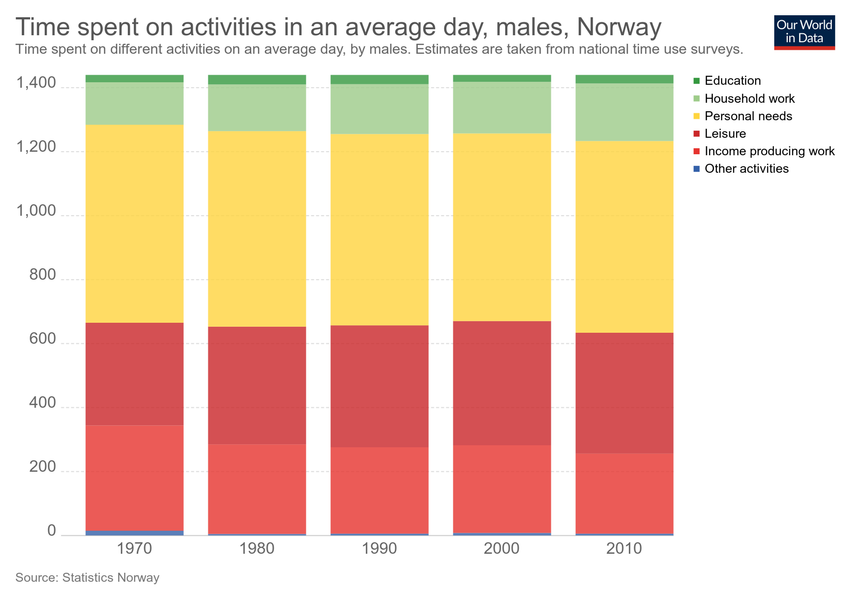 Time spent on activities in an average day, males, Norway
Time spent on different activities on an average day, by males. Estimates are taken from national time use surveys.
Our World
in Data
1,400
1,200
1,000
800
600
400
200
0
1970
1980
1990
2000
2010
Education
Household work
Personal needs
Leisure
Income producing work
Other activities
Source: Statistics Norway